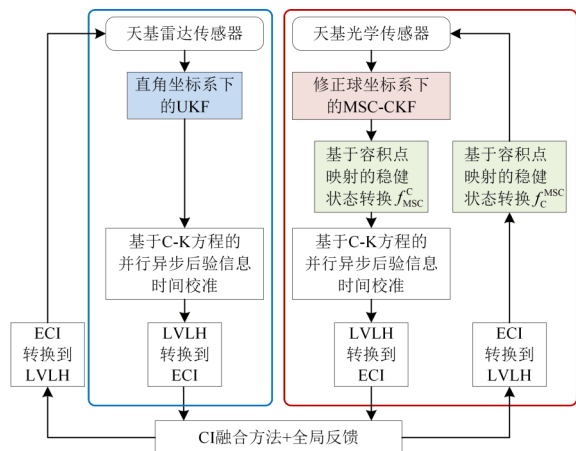 天基雷达传感器
直角坐标系下
的UKF
基于C-K方程的
并行异步后验信息
时间校准
ECI
转换到
LVLH
LVLH
转换到
ECI
天基光学传感器
修正球坐标系下
的MSC-CKF
基于容积点
映射的稳健
状态转换 f_MSC^C
基于容积点
映射的稳健
状态转换 f_C^MSC
基于C-K方程的
并行异步后验信息
时间校准
LVLH
转换到
ECI
ECI
转换到
LVLH
CI融合方法+全局反馈